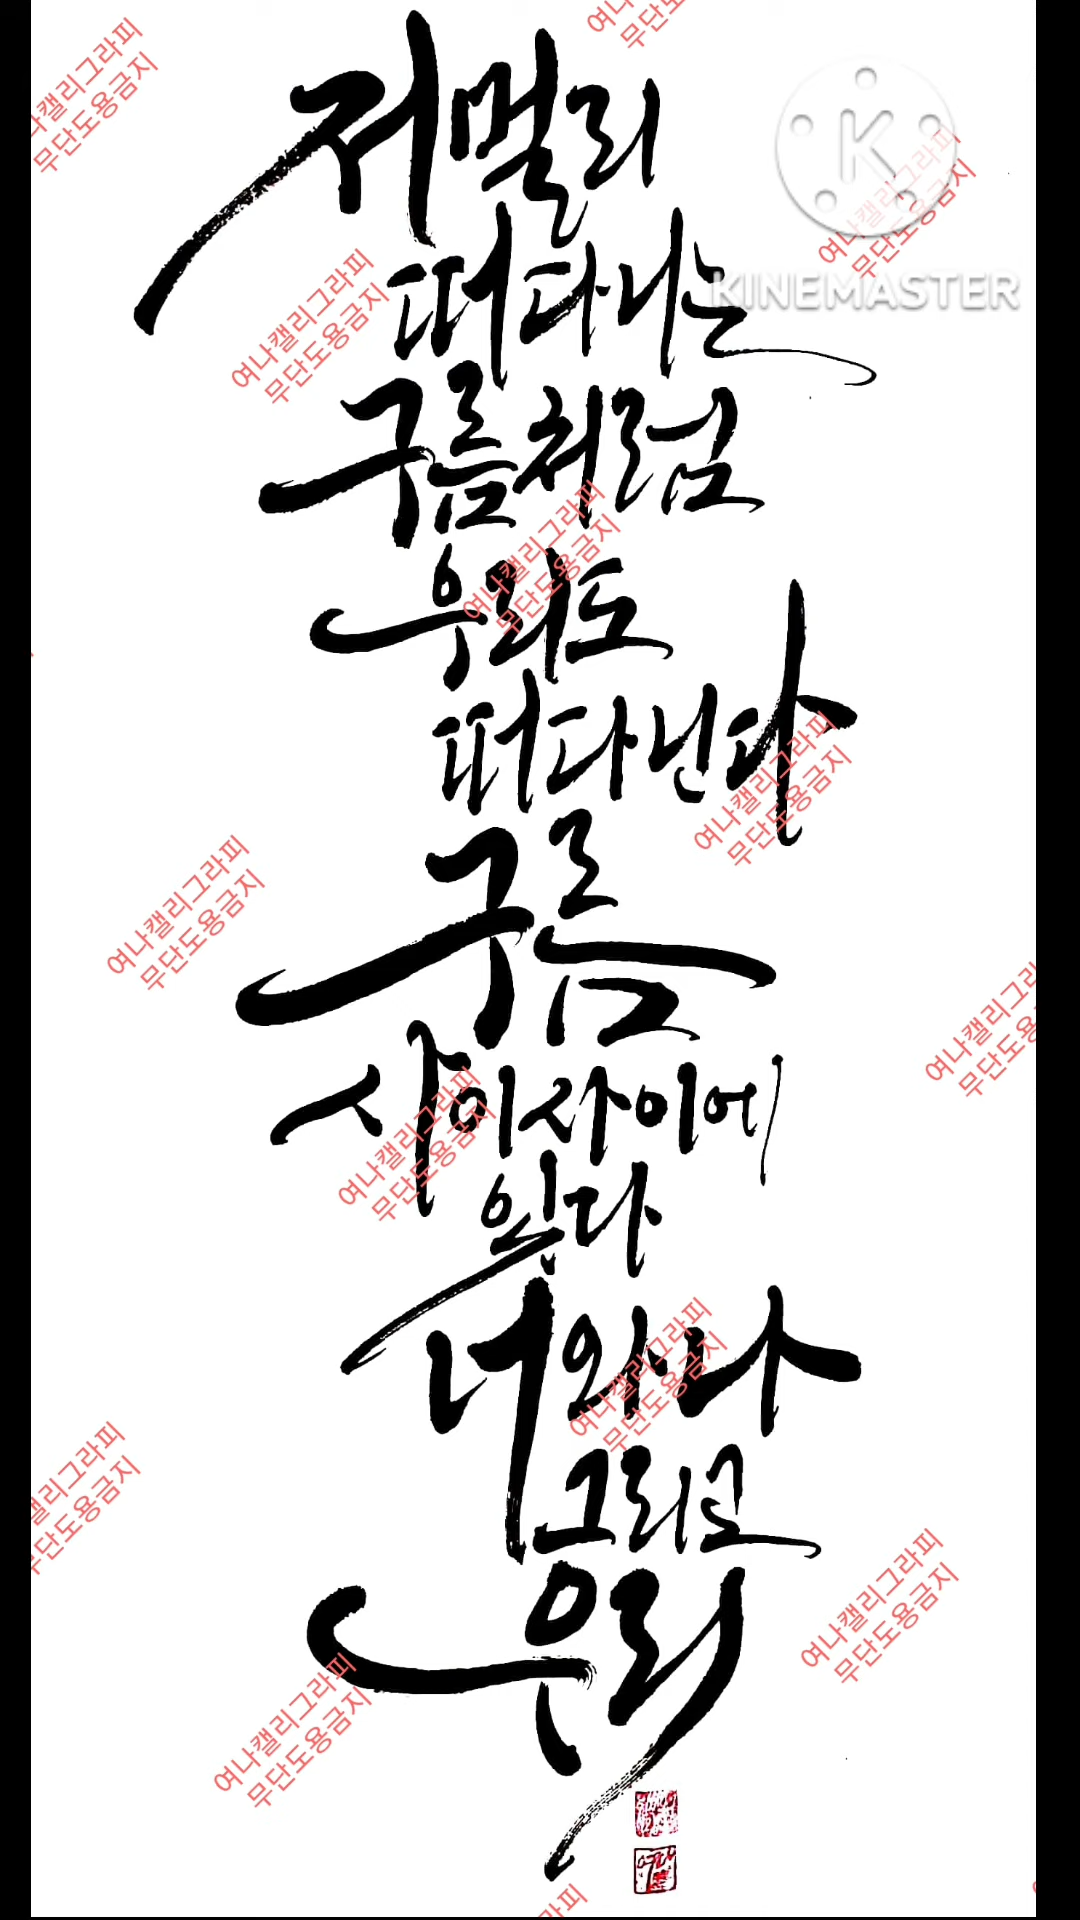 저 멀리
떠다니는
구름처럼
우리도
떠다닌다
구름
사이사이에
있다
너와 나
그리고
우리
KINEMASTER
여나캘리그라피
무단도용금지